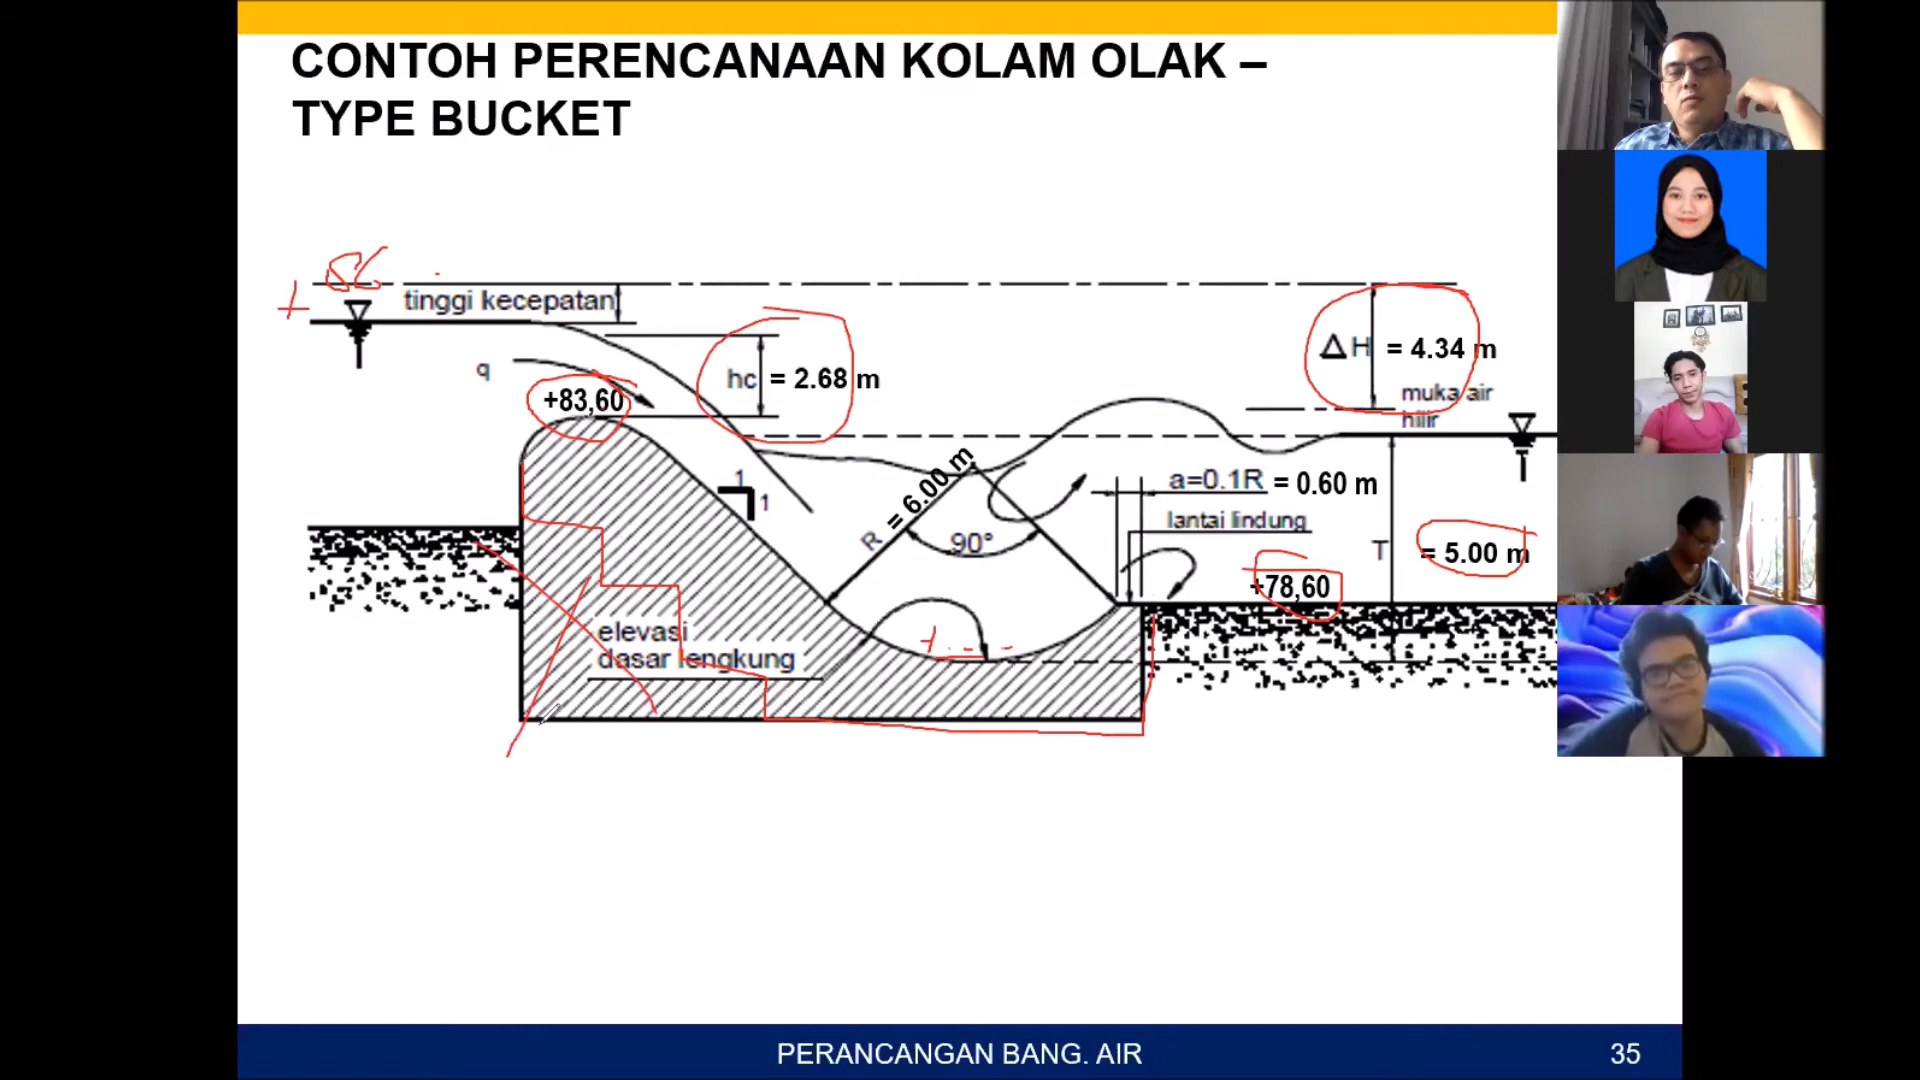 CONTOH PERENCANAAN KOLAM OLAK –
TYPE BUCKET
+
tinggi kecepatan
q
+83,60
hc = 2.68 m
ΔH = 4.34 m
muka air
hilir
1
1
R = 6.00 m
90°
a=0.1R = 0.60 m
lantai lindung
T = 5.00 m
+78,60
+
elevasi
dasar lengkung
PERANCANGAN BANG. AIR
35